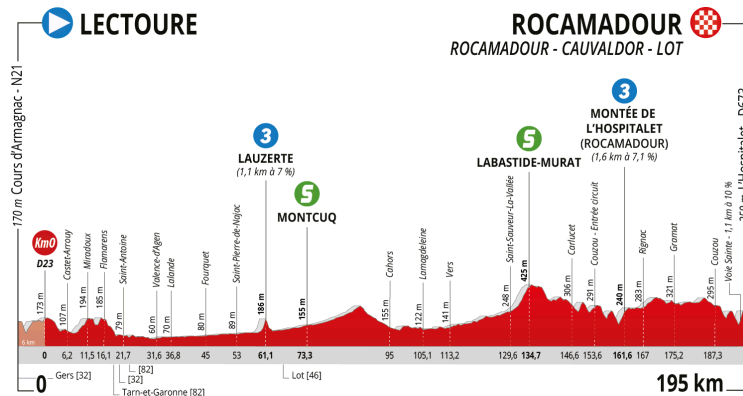 LECTOURE
ROCAMADOUR
ROCAMADOUR - CAUVALDOR - LOT
170 m Cours d'Armagnac - N21
Km0
D23
3
LAUZERTE
(1,1 km à 7 %)
S
MONTCUQ
S
LABASTIDE-MURAT
3
MONTÉE DE
L'HOSPITALET
(ROCAMADOUR)
(1,6 km à 7,1 %)
173 m
107 m Castet-Arrouy
194 m Miradoux
185 m Flamarens
79 m Saint-Antoine
60 m Valence-d'Agen
70 m Lalande
80 m Fourquet
89 m Saint-Pierre-de-Nazac
186 m
155 m
155 m Cahors
122 m Lamagdeleine
141 m Vers
248 m Saint-Sauveur-La-Vallée
425 m
306 m Carlucet
291 m Couzou - Entrée circuit
240 m
283 m Rignac
321 m Gramat
295 m Couzou
Voie Sainte - 1,1 km à 10 %
L'Hospitalet - D673
6 km
0 6,2 11,5 16,1 21,7 31,6 36,8 45 53 61,1 73,3 95 105,1 113,2 129,6 134,7 146,6 153,6 161,6 167 175,2 187,3
0
Gers [32]
[32]
[82]
Tarn-et-Garonne [82]
Lot [46]
195 km